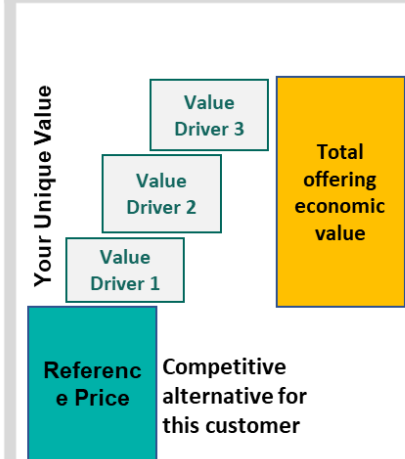 Your Unique Value
Value
Driver 3
Value
Driver 2
Value
Driver 1
Total
offering
economic
value
Referenc
e Price
Competitive
alternative for
this customer